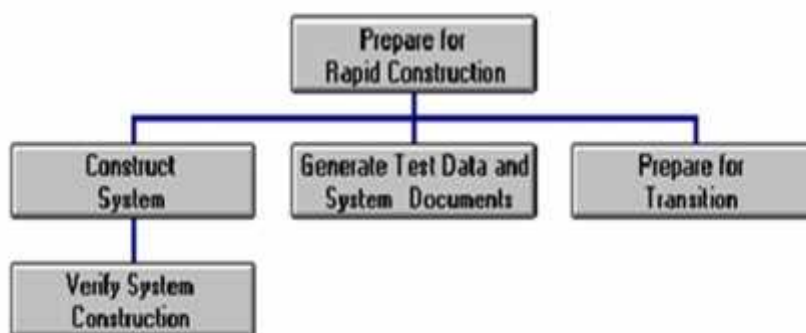 Prepare for
Rapid Construction
Construct
System
Generate Test Data and
System Documents
Prepare for
Transition
Verify System
Construction